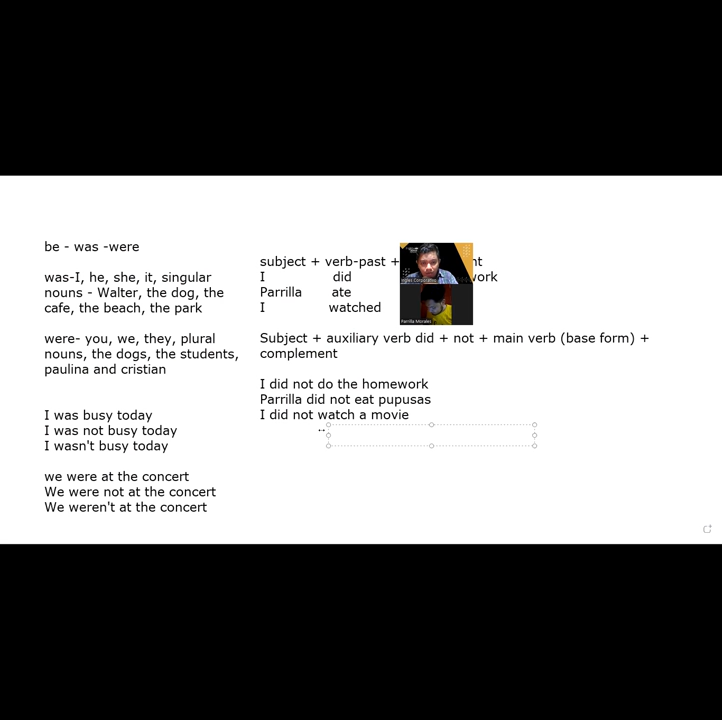 be - was -were
was-I, he, she, it, singular
nouns - Walter, the dog, the
cafe, the beach, the park
were- you, we, they, plural
nouns, the dogs, the students,
paulina and cristian
I was busy today
I was not busy today
I wasn't busy today
we were at the concert
We were not at the concert
We weren't at the concert
subject + verb-past +
I did
Parrilla ate
I watched
Subject + auxiliary verb did + not + main verb (base form) +
complement
I did not do the homework
Parrilla did not eat pupusas
I did not watch a movie
Parrilla Morales